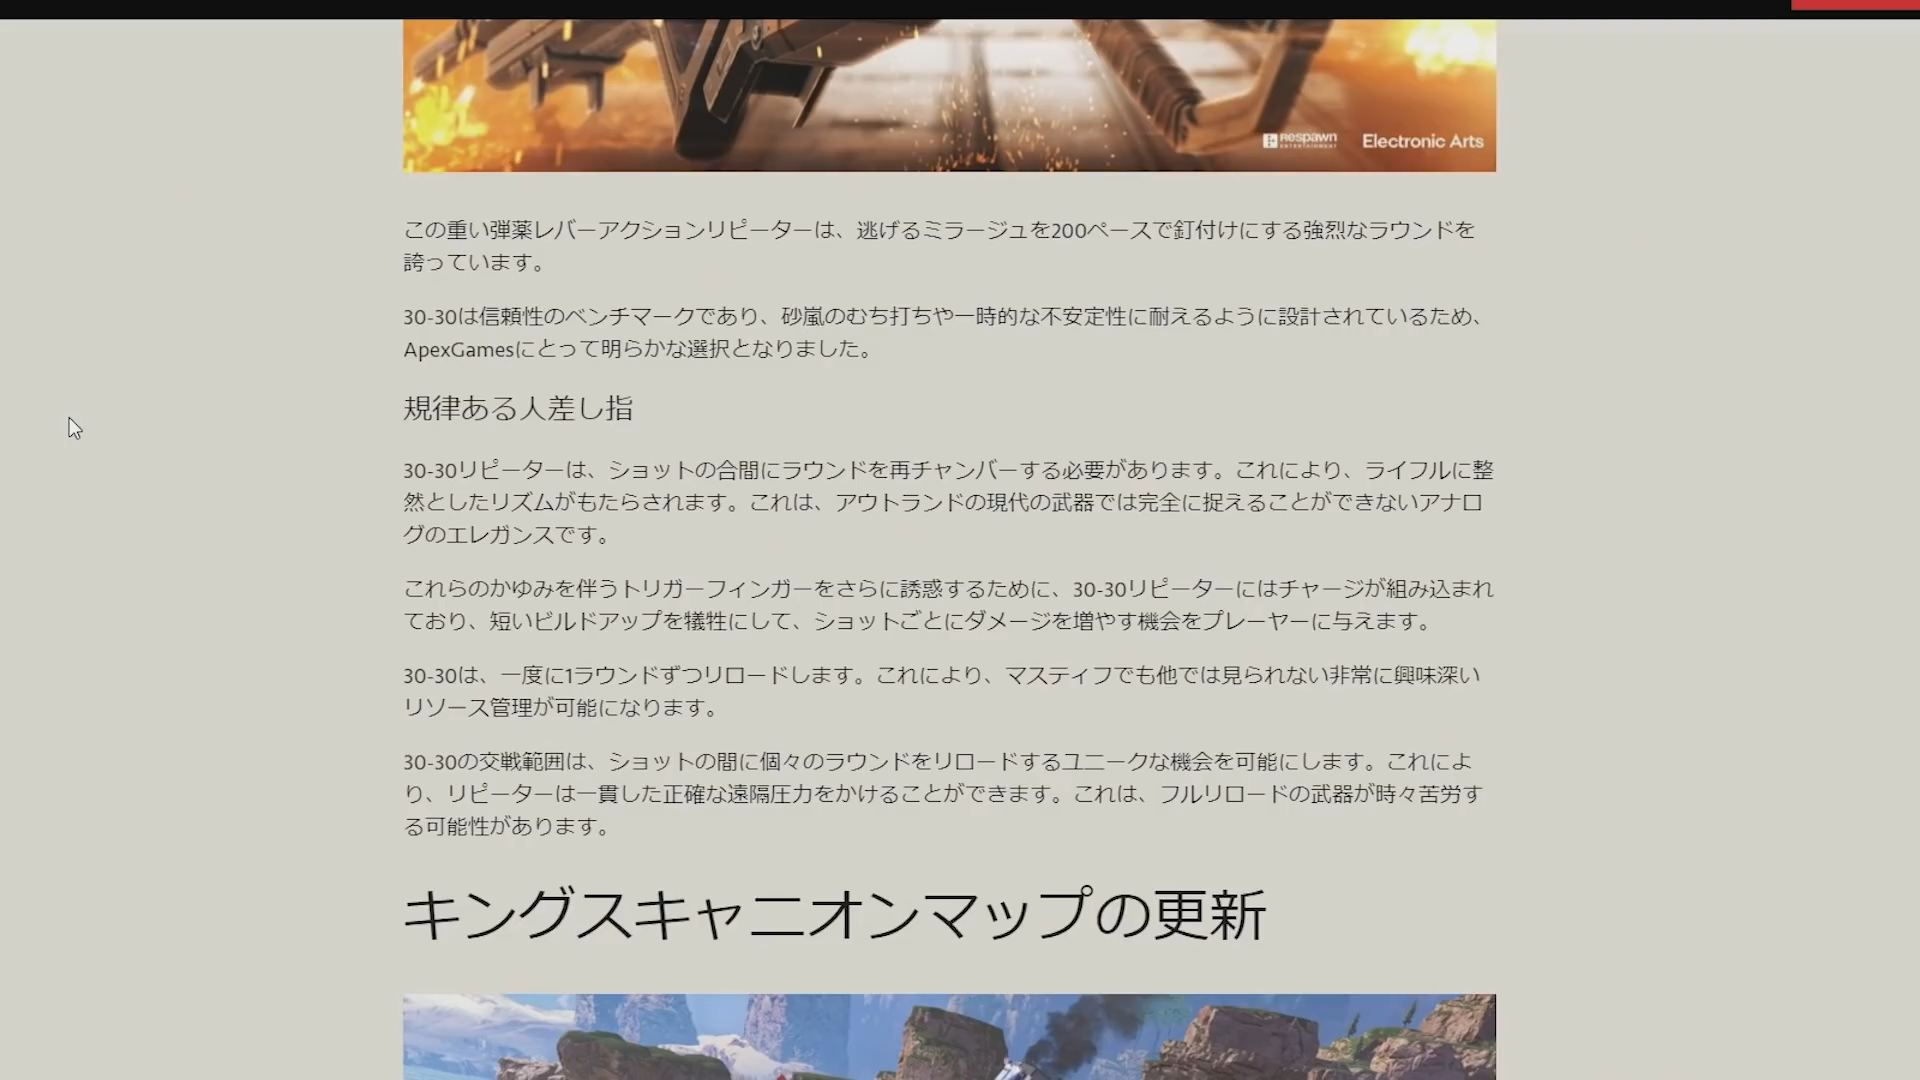 Respawn
ENTERTAINMENT
Electronic Arts
この重い弾薬レバーアクションリピーターは、逃げるミラージュを200ペースで釘付けにする強烈なラウンドを
誇っています。
30-30は信頼性のベンチマークであり、砂嵐のむち打ちや一時的な不安定性に耐えるように設計されているため、
ApexGamesにとって明らかな選択となりました。
規律ある人差し指
30-30リピーターは、ショットの合間にラウンドを再チャンバーする必要があります。これにより、ライフルに整
然としたリズムがもたらされます。これは、アウトランドの現代の武器では完全に捉えることができないアナロ
グのエレガンスです。
これらのかゆみを伴うトリガーフィンガーをさらに誘惑するために、30-30リピーターにはチャージが組み込まれ
ており、短いビルドアップを犠牲にして、ショットごとにダメージを増やす機会をプレーヤーに与えます。
30-30は、一度に1ラウンドずつリロードします。これにより、マスティフでも他では見られない非常に興味深い
リソース管理が可能になります。
30-30の交戦範囲は、ショットの間に個々のラウンドをリロードするユニークな機会を可能にします。これによ
り、リピーターは一貫した正確な遠隔圧力をかけることができます。これは、フルリロードの武器が時々苦労す
る可能性があります。
キングスキャニオンマップの更新